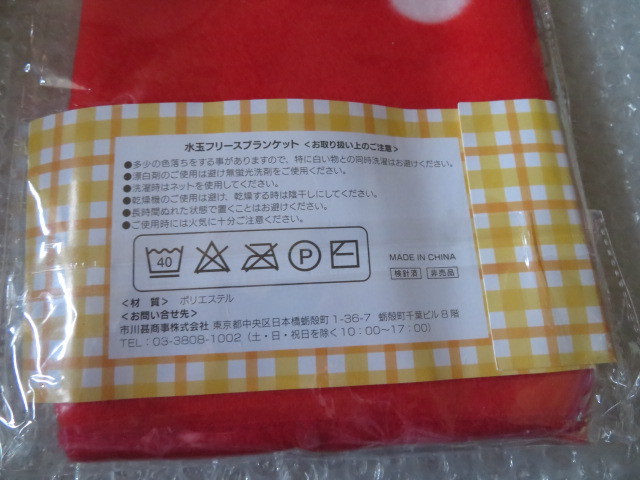 水玉フリースブランケット <お取り扱い上のご注意>
●多少の色落ちをする事がありますので、特に白い物との同時洗濯はお避けください。
●漂白剤のご使用は避け無蛍光洗剤をご使用ください。
●洗濯時はネットを使用してください。
●乾燥機のご使用は避け、乾燥する時は陰干しにしてください。
●長時間ぬれた状態で置くことはお避けください。
●ご使用時には火気に十分ご注意ください。
40 P
MADE IN CHINA
検針済 非売品
<材 質> ポリエステル
<お問い合せ先>
市川甚商事株式会社 東京都中央区日本橋蛎殻町1-36-7 蛎殻町千葉ビル8階
TEL:03-3808-1002(土・日・祝日を除く10:00~17:00)